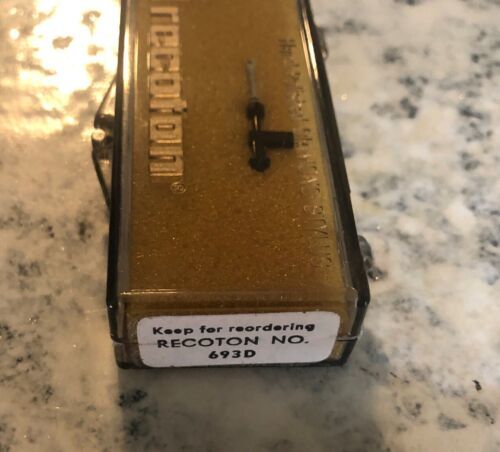 recoton®
Keep for reordering
RECOTON NO.
693D